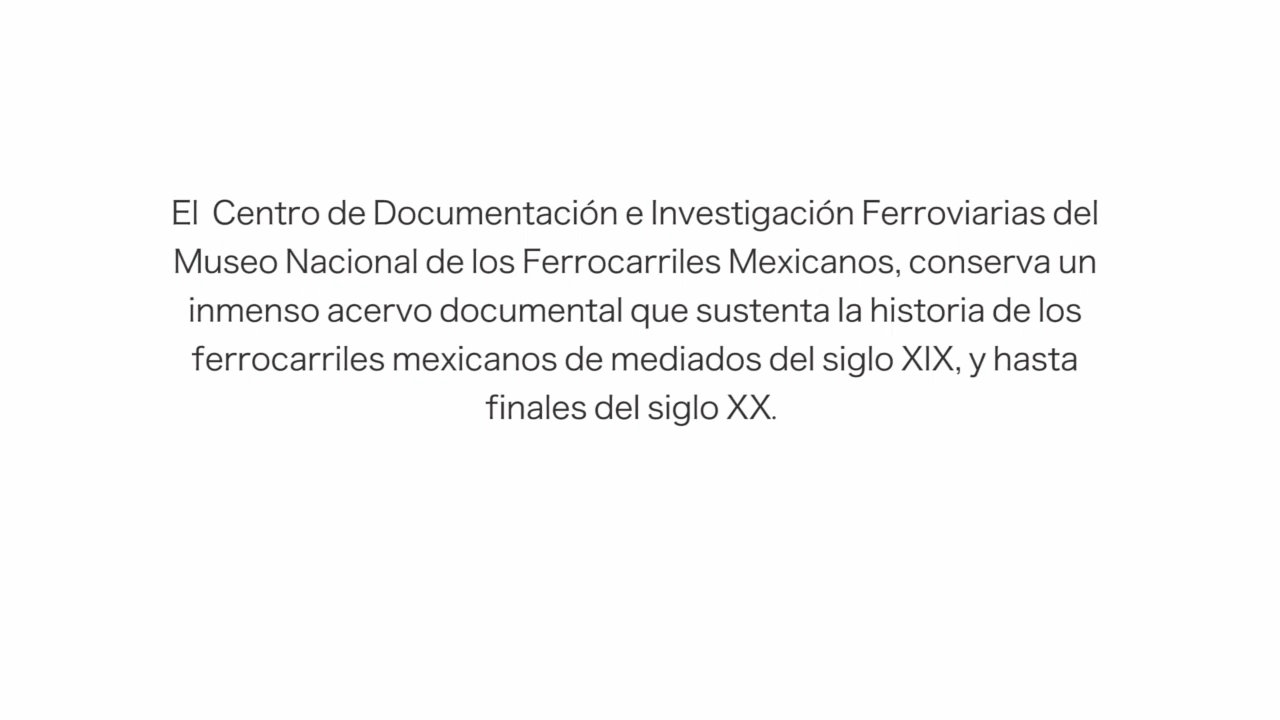 El  Centro de Documentación e Investigación Ferroviarias del
Museo Nacional de los Ferrocarriles Mexicanos, conserva un
inmenso acervo documental que sustenta la historia de los
ferrocarriles mexicanos de mediados del siglo XIX, y hasta
finales del siglo XX.